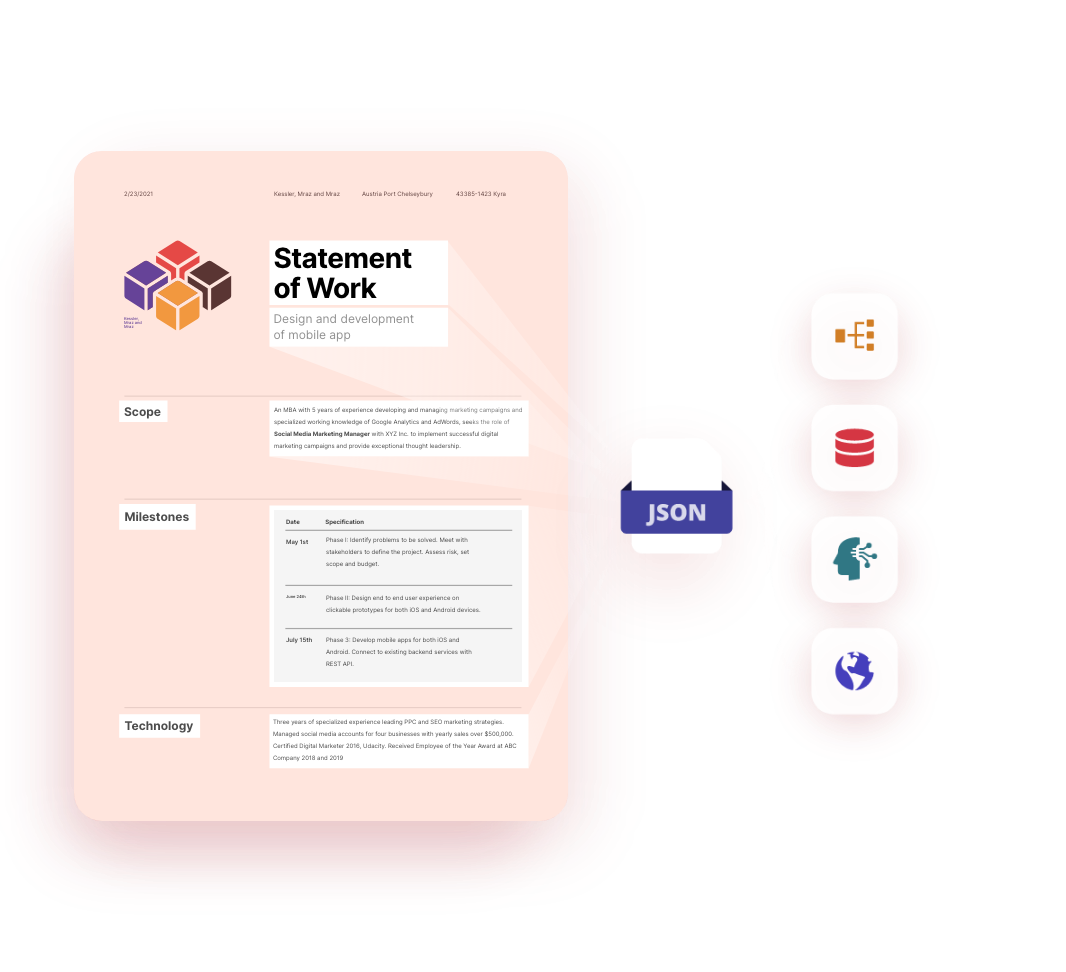 2/23/2021 Kessler, Mraz and Mraz Austria Port Chelseybury 43385-1423 Kyra
Statement
of Work
Design and development
of mobile app
Kessler,
Mraz and
Mraz
Scope
An MBA with 5 years of experience developing and managing marketing campaigns and
specialized working knowledge of Google Analytics and AdWords, seeks the role of
Social Media Marketing Manager with XYZ Inc. to implement successful digital
marketing campaigns and provide exceptional thought leadership.
Milestones
Date Specification
May 1st Phase I: Identify problems to be solved. Meet with
stakeholders to define the project. Assess risk, set
scope and budget.
June 24th Phase II: Design end to end user experience on
clickable prototypes for both iOS and Android devices.
July 15th Phase 3: Develop mobile apps for both iOS and
Android. Connect to existing backend services with
REST API.
Technology
Three years of specialized experience leading PPC and SEO marketing strategies.
Managed social media accounts for four businesses with yearly sales over $500,000.
Certified Digital Marketer 2016, Udacity. Received Employee of the Year Award at ABC
Company 2018 and 2019
JSON